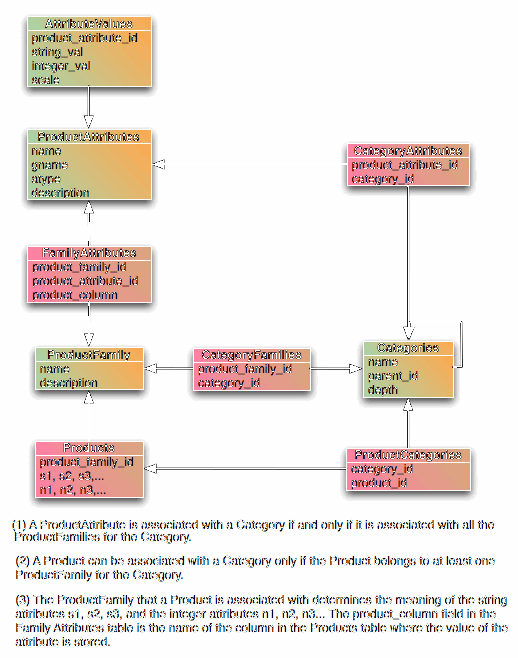 AttributeValues
product_attribute_id
string_val
integer_val
scale
ProductAttributes
name
gname
atype
description
CategoryAttributes
product_attribute_id
category_id
FamilyAttributes
product_family_id
product_attribute_id
product_column
ProductFamily
name
description
CategoryFamilies
product_family_id
category_id
Categories
name
parent_id
depth
Products
product_family_id
s1, s2, s3,...
n1, n2, n3,...
ProductCategories
category_id
product_id
(1) A ProductAttribute is associated with a Category if and only if it is associated with all the
ProductFamilies for the Category.
(2) A Product can be associated with a Category only if the Product belongs to at least one
ProductFamily for the Category.
(3) The ProductFamily that a Product is associated with determines the meaning of the string
attributes s1, s2, s3, and the integer attributes n1, n2, n3... The product_column field in the
Family Attributes table is the name of the column in the Products table where the value of the
attribute is stored.